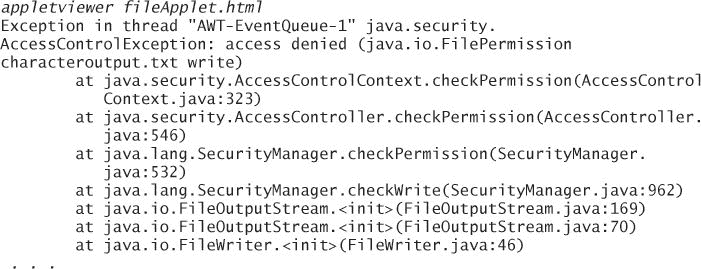 appletviewer fileApplet.html
Exception in thread "AWT-EventQueue-1" java.security.
AccessControlException: access denied (java.io.FilePermission
characteroutput.txt write)
at java.security.AccessControlContext.checkPermission(AccessControl
Context.java:323)
at java.security.AccessController.checkPermission(AccessController.
java:546)
at java.lang.SecurityManager.checkPermission(SecurityManager.
java:532)
at java.lang.SecurityManager.checkWrite(SecurityManager.java:962)
at java.io.FileOutputStream.<init>(FileOutputStream.java:169)
at java.io.FileOutputStream.<init>(FileOutputStream.java:70)
at java.io.FileWriter.<init>(FileWriter.java:46)
. . .